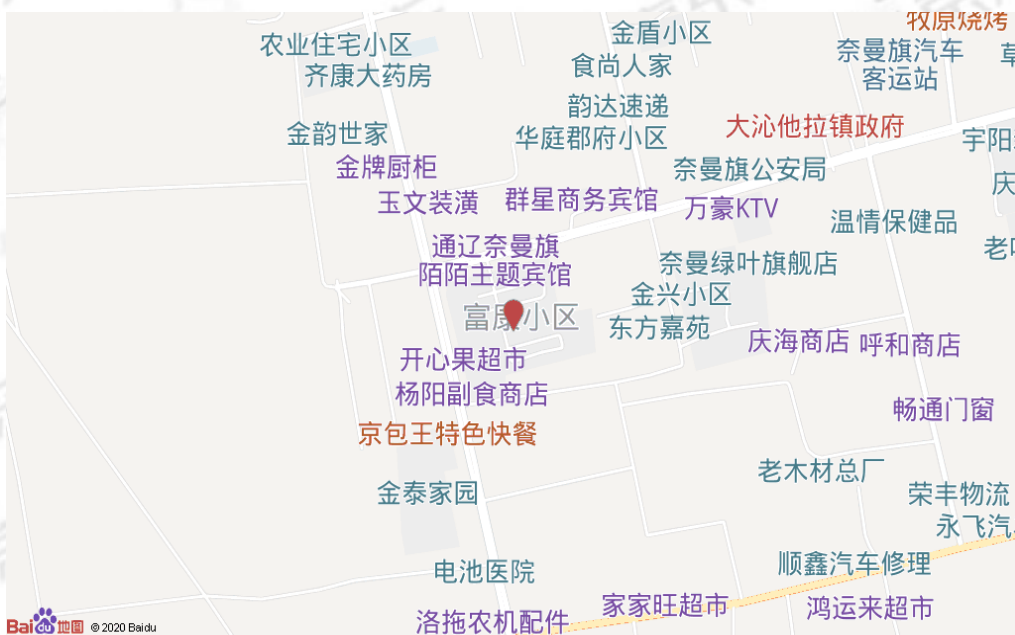 牧原烧烤
金盾小区
农业住宅小区
奈曼旗汽车
客运站
食尚人家
齐康大药房
韵达速递
大沁他拉镇政府
金韵世家
华庭郡府小区
宇阳
金牌厨柜
奈曼旗公安局
玉文装潢
群星商务宾馆
万豪KTV
温情保健品
通辽奈曼旗
陌陌主题宾馆
奈曼绿叶旗舰店
金兴小区
富康小区
东方嘉苑
庆海商店
呼和商店
开心果超市
杨阳副食商店
畅通门窗
京包王特色快餐
老木材总厂
金泰家园
荣丰物流
永飞汽
顺鑫汽车修理
电池医院
家家旺超市
鸿运来超市
洛拖农机配件
Bai du 地图 © 2020 Baidu